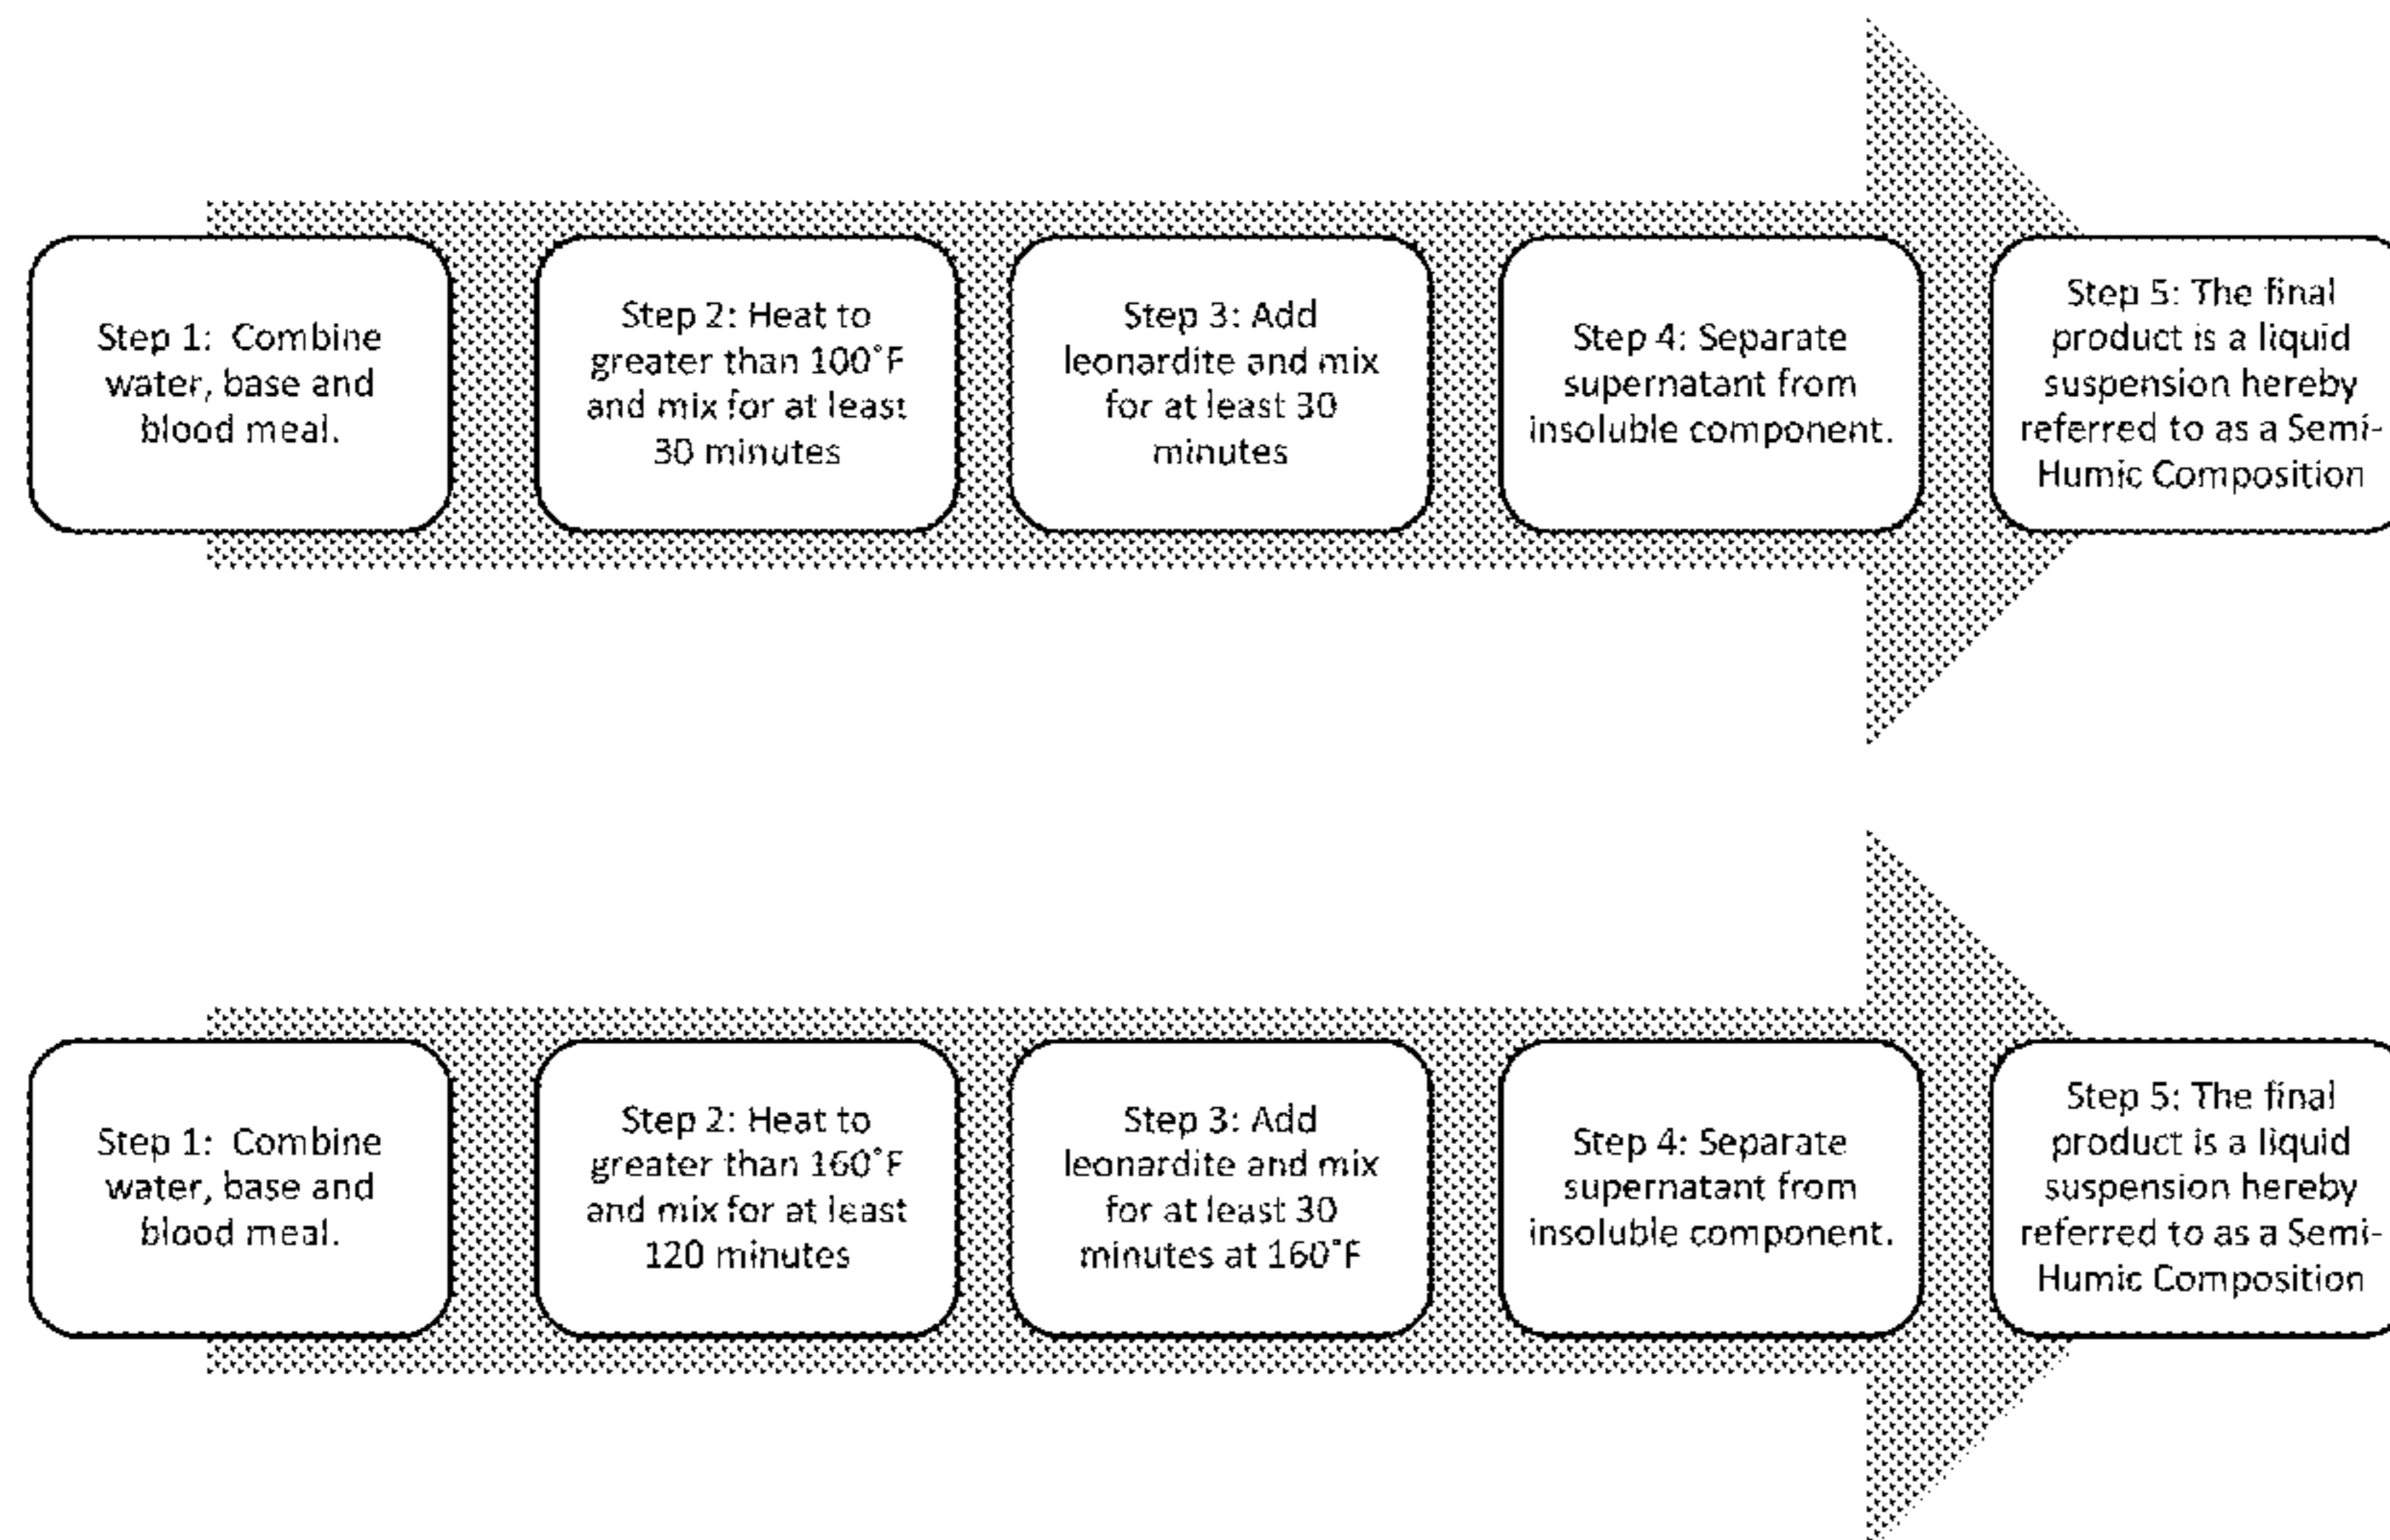 Step 1: Combine
water, base and
blood meal.
Step 2: Heat to
greater than 100˚F
and mix for at least
30 minutes
Step 3: Add
leonardite and mix
for at least 30
minutes
Step 4: Separate
supernatant from
insoluble component.
Step 5: The final
product is a liquid
suspension hereby
referred to as a Semi-
Humic Composition
Step 1: Combine
water, base and
blood meal.
Step 2: Heat to
greater than 160˚F
and mix for at least
120 minutes
Step 3: Add
leonardite and mix
for at least 30
minutes at 160˚F
Step 4: Separate
supernatant from
insoluble component.
Step 5: The final
product is a liquid
suspension hereby
referred to as a Semi-
Humic Composition